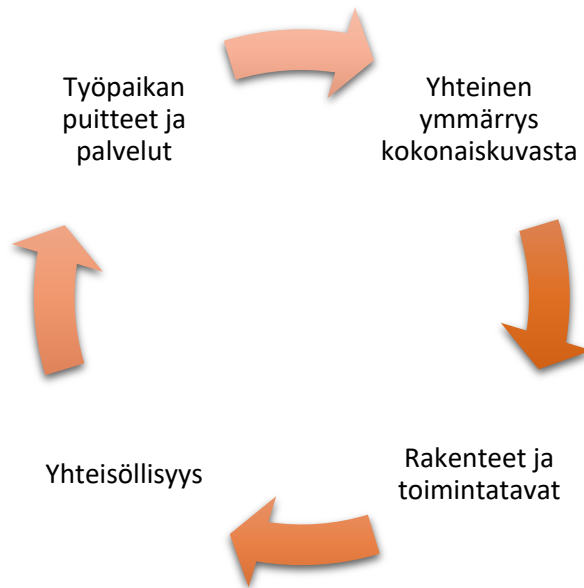 Työpaikan
puitteet ja
palvelut
Yhteinen
ymmärrys
kokonaiskuvasta
Rakenteet ja
toimintatavat
Yhteisöllisyys